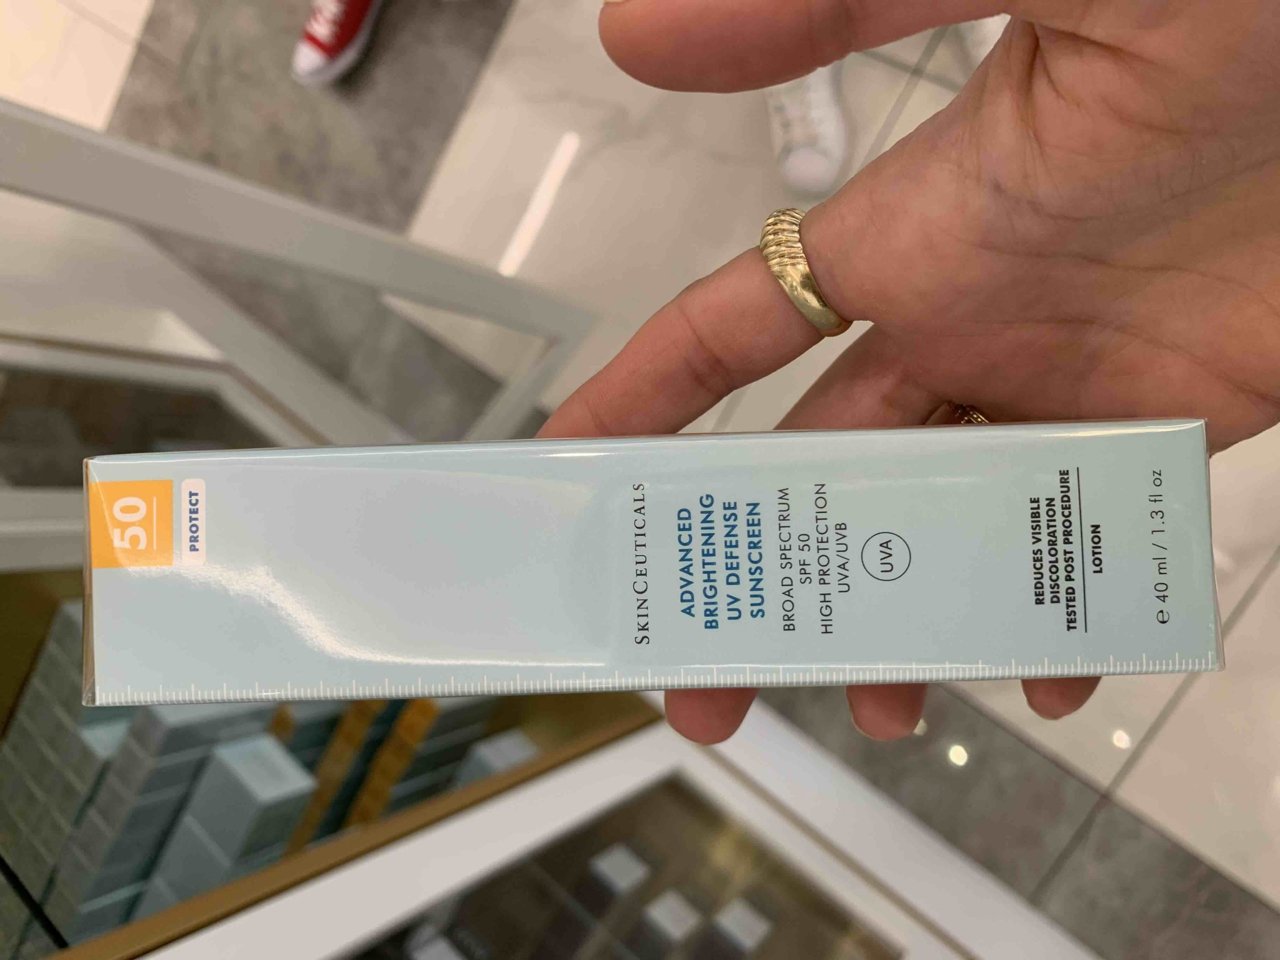 50
PROTECT
SKINCEUTICALS
ADVANCED
BRIGHTENING
UV DEFENSE
SUNSCREEN
BROAD SPECTRUM
SPF 50
HIGH PROTECTION
UVA/UVB
UVA
REDUCES VISIBLE
DISCOLORATION
TESTED POST PROCEDURE
LOTION
℮ 40 ml / 1.3 fl oz